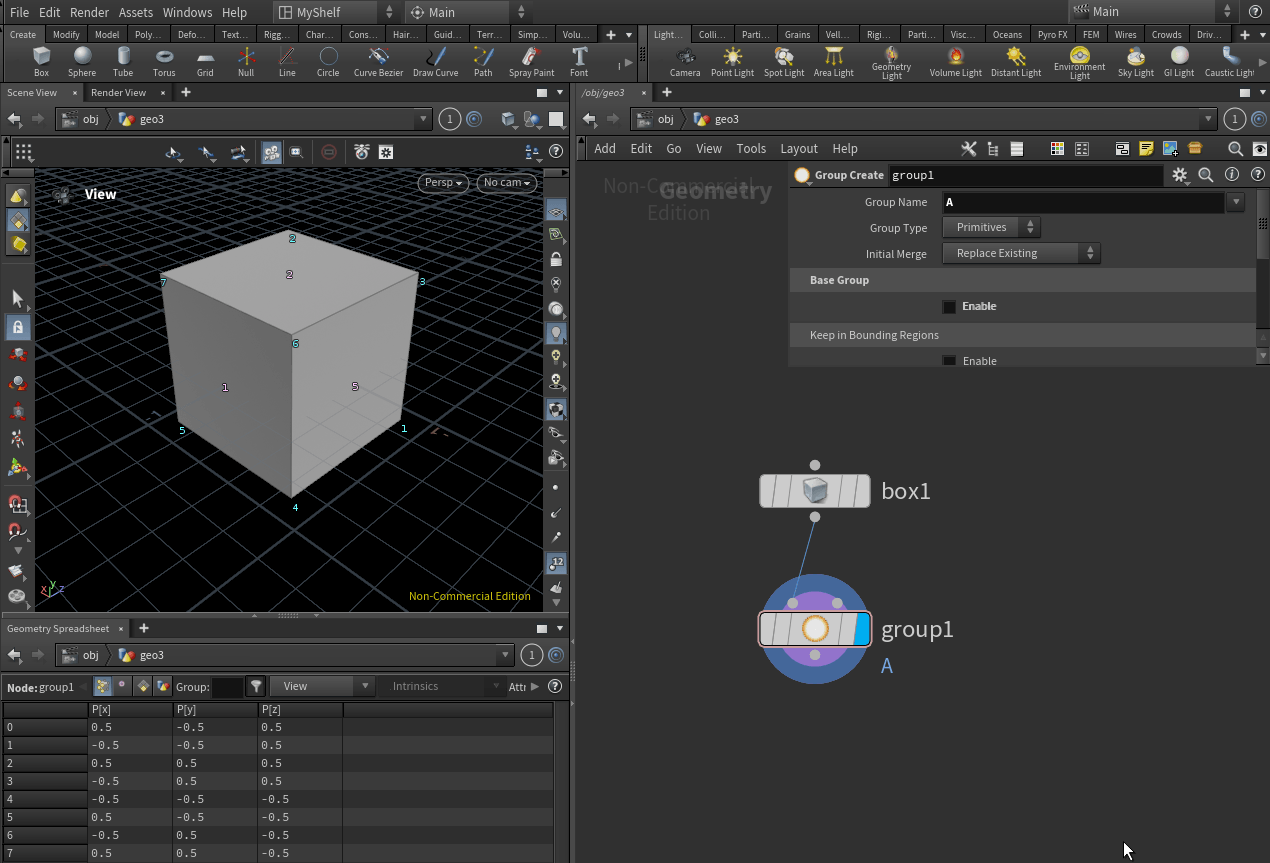 File Edit Render Assets Windows Help MyShelf Main Main
Create Modify Model Poly... Defo... Text... Rigg... Char... Cons... Hair... Guid... Terr... Simp... Volu...
Light... Colli... Parti... Grains Vell... Rigi... Parti... Visc... Oceans Pyro FX FEM Wires Crowds Driv...
Box Sphere Tube Torus Grid Null Line Circle Curve Bezier Draw Curve Path Spray Paint Font
Camera Point Light Spot Light Area Light Geometry Light Volume Light Distant Light Environment Light Sky Light GI Light Caustic Light
Scene View × Render View ×
obj geo3 1
View
Persp No cam
2
2
7
3
6
1
5
5
1
4
x y z
12
Non-Commercial Edition
Geometry Spreadsheet ×
obj geo3 1
Node: group1 Group: View Intrinsics Attr
P[x] P[y] P[z]
0 0.5 -0.5 0.5
1 -0.5 -0.5 0.5
2 0.5 0.5 0.5
3 -0.5 0.5 0.5
4 -0.5 -0.5 -0.5
5 0.5 -0.5 -0.5
6 -0.5 0.5 -0.5
7 0.5 0.5 -0.5
/obj/geo3 ×
obj geo3 1
Add Edit Go View Tools Layout Help
Non-Commercial
Edition
Geometry
Group Create group1
Group Name A
Group Type Primitives
Initial Merge Replace Existing
Base Group
Enable
Keep in Bounding Regions
Enable
box1
group1
A